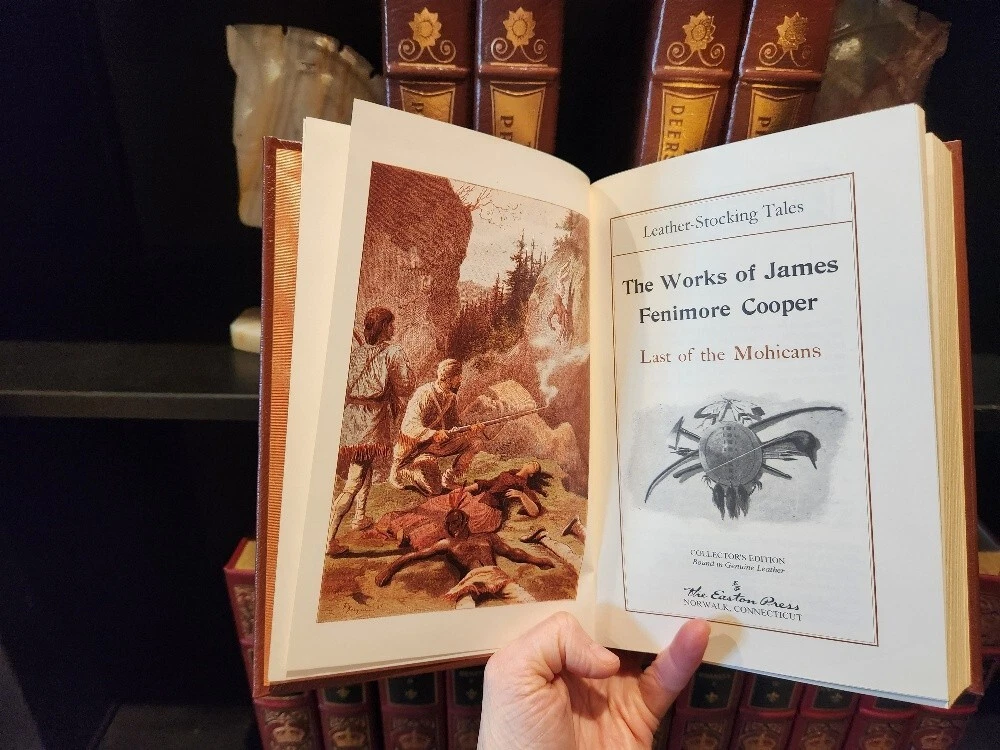 DEERS
Leather-Stocking Tales
The Works of James
Fenimore Cooper
Last of the Mohicans
COLLECTOR'S EDITION
Bound in Genuine Leather
The Easton Press
NORWALK, CONNECTICUT